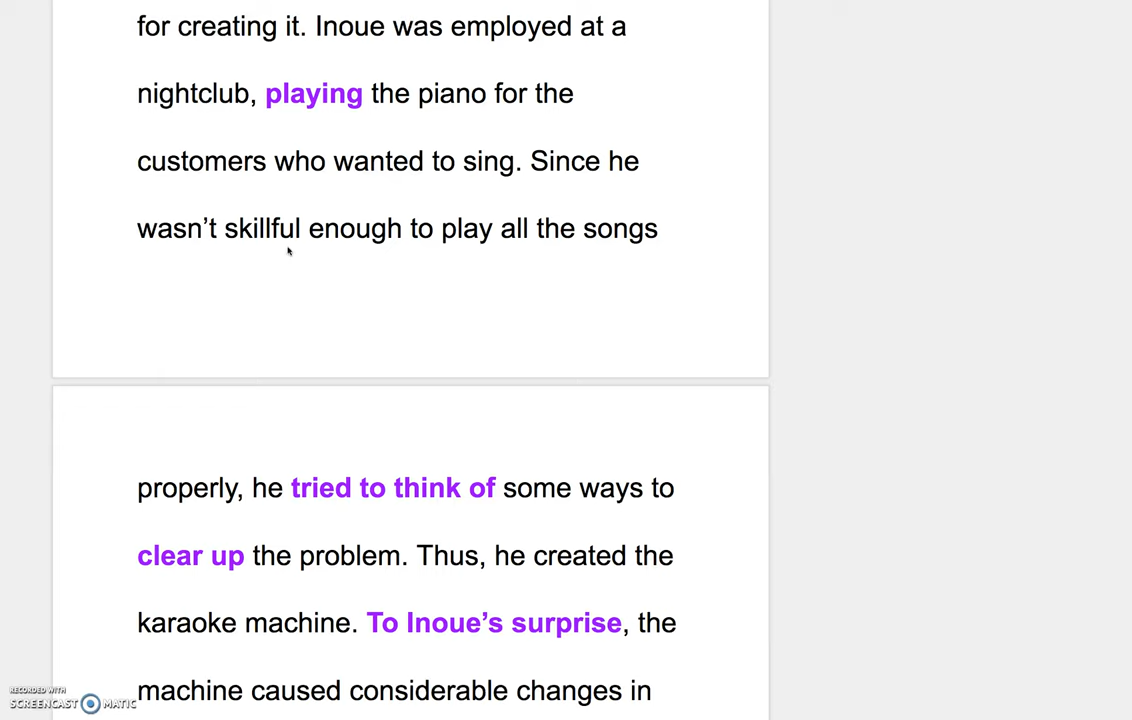 for creating it. Inoue was employed at a
nightclub, playing the piano for the
customers who wanted to sing. Since he
wasn’t skillful enough to play all the songs
properly, he tried to think of some ways to
clear up the problem. Thus, he created the
karaoke machine. To Inoue’s surprise, the
machine caused considerable changes in
RECORDED WITH
SCREENCAST MATIC